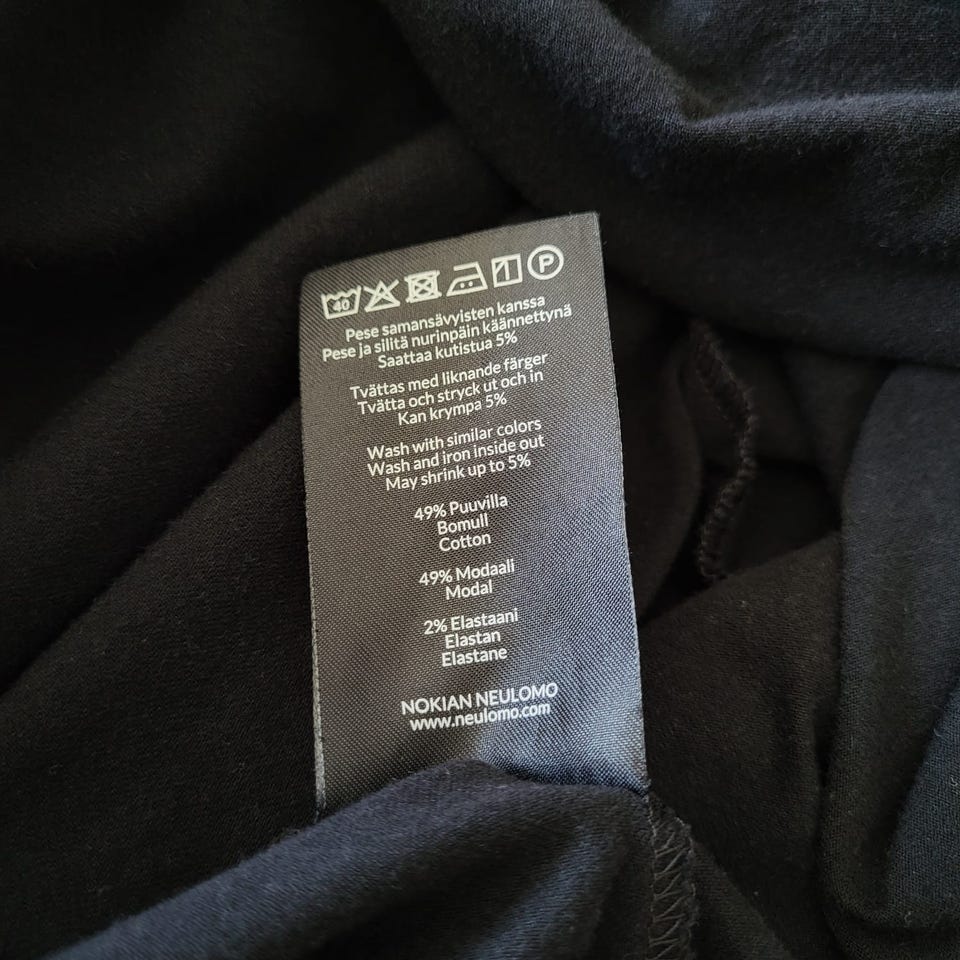 40
P
Pese samansävyisten kanssa
Pese ja silitä nurinpäin käännettynä
Saattaa kutistua 5%
Tvättas med liknande färger
Tvätta och stryck ut och in
Kan krympa 5%
Wash with similar colors
Wash and iron inside out
May shrink up to 5%
49% Puuvilla
Bomull
Cotton
49% Modaali
Modal
2% Elastaani
Elastan
Elastane
NOKIAN NEULOMO
www.neulomo.com